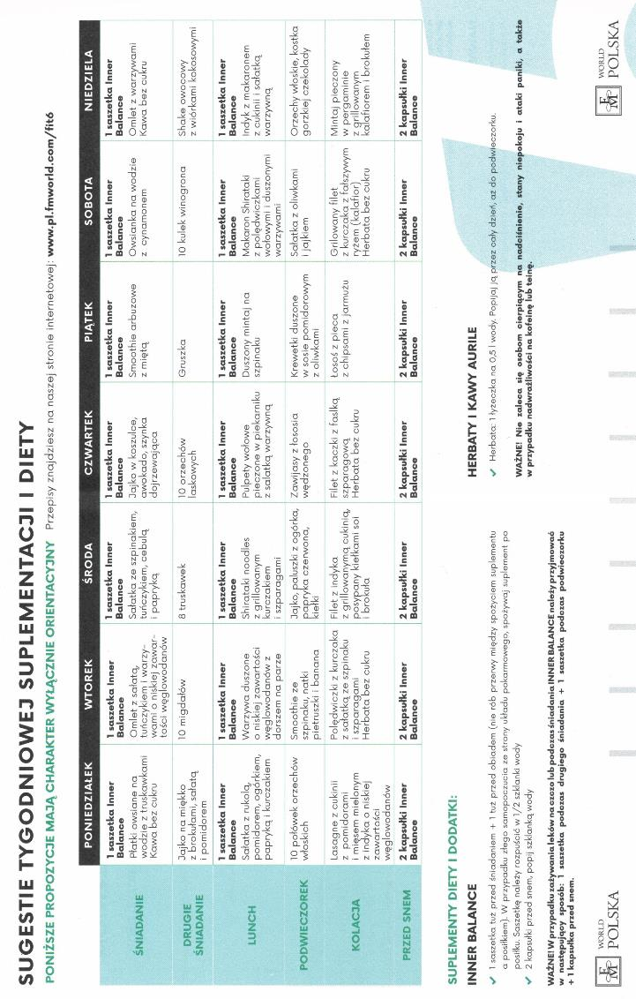 SUGESTIE TYGODNIOWEJ SUPLEMENTACJI I DIETY
PONIŻSZE PROPOZYCJE MAJĄ CHARAKTER WYŁĄCZNIE ORIENTACYJNY Przepisy znajdziesz na naszej stronie internetowej: www.pl.fmworld.com/fit6
PONIEDZIAŁEK WTOREK ŚRODA CZWARTEK PIĄTEK SOBOTA NIEDZIELA
ŚNIADANIE
1 saszetka Inner
Balance
Płatki owsiane na
wodzie z truskawkami
Kawa bez cukru
1 saszetka Inner
Balance
Omlet z sałatą,
tuńczykiem i warzy-
wami o niskiej zawar-
tości węglowodanów
1 saszetka Inner
Balance
Sałatka ze szpinakiem,
tuńczykiem, cebulą
i papryką
1 saszetka Inner
Balance
Jajko w koszulce,
awokado, szynka
dojrzewająca
1 saszetka Inner
Balance
Smoothie arbuzowe
z miętą
1 saszetka Inner
Balance
Owsianka na wodzie
z cynamonem
1 saszetka Inner
Balance
Omlet z warzywami
Kawa bez cukru
DRUGIE
ŚNIADANIE
Jajko na miękko
z brokułami, sałatą
i pomidorem
10 migdałów
8 truskawek
10 orzechów
laskowych
Gruszka
10 kulek winogrona
Shake owocowy
z wiórkami kokosowymi
LUNCH
1 saszetka Inner
Balance
Sałatka z rukolą,
pomidorem, ogórkiem,
papryką i kurczakiem
1 saszetka Inner
Balance
Warzywa duszone
o niskiej zawartości
węglowodanów z
dorszem na parze
1 saszetka Inner
Balance
Shirataki noodles
z grillowanym
kurczakiem
i szparagami
1 saszetka Inner
Balance
Pulpety wołowe
pieczone w piekarniku
z sałatką warzywną
1 saszetka Inner
Balance
Duszony mintaj na
szpinaku
1 saszetka Inner
Balance
Makaron Shirataki
z polędwiczkami
wołowymi i duszonymi
warzywami
1 saszetka Inner
Balance
Indyk z makaronem
z cukinii i sałatką
warzywną
PODWIECZOREK
10 połówek orzechów
włoskich
Smoothie ze
szpinaku, natki
pietruszki i banana
Jajko, paluszki z ogórka,
papryka czerwona,
kiełki
Zawijasy z łososia
wędzonego
Krewetki duszone
w sosie pomidorowym
z oliwkami
Sałatka z oliwkami
i jajkiem
Orzechy włoskie, kostka
gorzkiej czekolady
KOLACJA
Lasagne z cukinii
z pomidorami
i mięsem mielonym
z indyka o niskiej
zawartości
węglowodanów
Polędwiczki z kurczaka
z sałatką ze szpinaku
i szparagami
Herbata bez cukru
Filet z indyka
z grillowanymą cukinią,
posypany kiełkami soi
i brokuła
Filet z kaczki z faslką
szparagową
Herbata bez cukru
Łosoś z pieca
z chipsami z jarmużu
Grilowany filet
z kurczaka z fałszywym
ryżem (kalafior)
Herbata bez cukru
Mintaj pieczony
w pergaminie
z grillowanym
kalafiorem i brokułem
PRZED SNEM
2 kapsułki Inner
Balance
2 kapsułki Inner
Balance
2 kapsułki Inner
Balance
2 kapsułki Inner
Balance
2 kapsułki Inner
Balance
2 kapsułki Inner
Balance
2 kapsułki Inner
Balance
SUPLEMENTY DIETY I DODATKI:
INNER BALANCE
✓ 1 saszetka tuż przed śniadaniem + 1 tuż przed obiadem (nie rób przerwy między spożyciem suplementu
a posiłkiem). W przypadku złego samopoczucia ze strony układu pokarmowego, spożywaj suplement po
posiłku. Saszetkę należy rozpuścić w 1/2 szklanki wody
✓ 2 kapsułki przed snem, popij szklanką wody
WAŻNE! W przypadku zażywania leków na czczo lub podczas śniadania INNER BALANCE należy przyjmować
w następujący sposób: 1 saszetka podczas drugiego śniadania + 1 saszetka podczas podwieczorku
+ 1 kapsułka przed snem.
HERBATY I KAWY AURILE
✓ Herbata: 1 łyżeczka na 0,5 l wody. Popijaj ją przez cały dzień, aż do podwieczorku.
WAŻNE! Nie zaleca się osobom cierpiącym na nadciśnienie, stany niepokoju i ataki paniki, a także
w przypadku nadwrażliwości na kofeinę lub teinę.
FM WORLD
POLSKA
FM WORLD
POLSKA